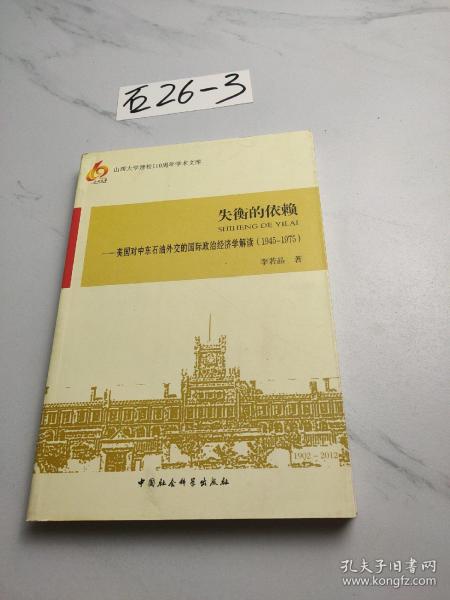 石26-3
山西大学建校110周年学术文库
失衡的依赖
SHIHENG DE YILAI
——美国对中东石油外交的国际政治经济学解读(1945-1975)
李若晶 著
1902-2012
中国社会科学出版社
孔夫子旧书网
www.kongfz.com